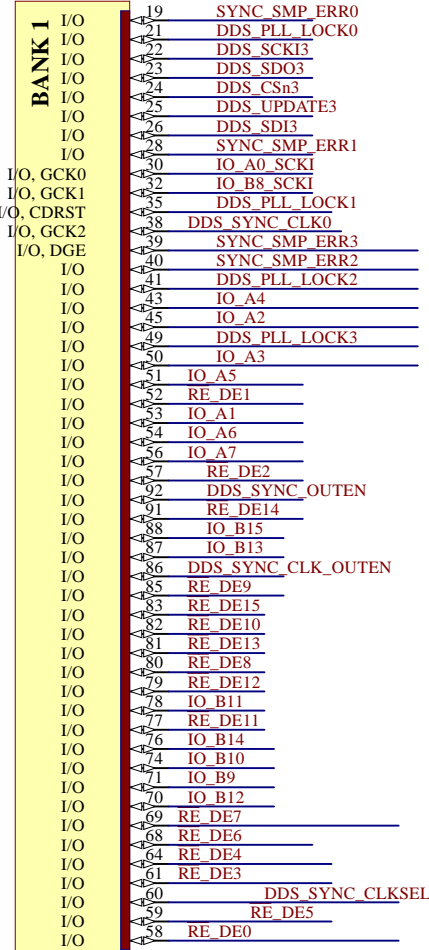 BANK 1
I/O 19 SYNC_SMP_ERR0
I/O 21 DDS_PLL_LOCK0
I/O 22 DDS_SCKI3
I/O 23 DDS_SDO3
I/O 24 DDS_CSn3
I/O 25 DDS_UPDATE3
I/O 26 DDS_SDI3
I/O 28 SYNC_SMP_ERR1
I/O, GCK0 30 IO_A0_SCKI
I/O, GCK1 32 IO_B8_SCKI
I/O, CDRST 35 DDS_PLL_LOCK1
I/O, GCK2 38 DDS_SYNC_CLK0
I/O, DGE 39 SYNC_SMP_ERR3
I/O 40 SYNC_SMP_ERR2
I/O 41 DDS_PLL_LOCK2
I/O 43 IO_A4
I/O 45 IO_A2
I/O 49 DDS_PLL_LOCK3
I/O 50 IO_A3
I/O 51 IO_A5
I/O 52 RE_DE1
I/O 53 IO_A1
I/O 54 IO_A6
I/O 56 IO_A7
I/O 57 RE_DE2
I/O 92 DDS_SYNC_OUTEN
I/O 91 RE_DE14
I/O 88 IO_B15
I/O 87 IO_B13
I/O 86 DDS_SYNC_CLK_OUTEN
I/O 85 RE_DE9
I/O 83 RE_DE15
I/O 82 RE_DE10
I/O 81 RE_DE13
I/O 80 RE_DE8
I/O 79 RE_DE12
I/O 78 IO_B11
I/O 77 RE_DE11
I/O 76 IO_B14
I/O 74 IO_B10
I/O 71 IO_B9
I/O 70 IO_B12
I/O 69 RE_DE7
I/O 68 RE_DE6
I/O 64 RE_DE4
I/O 61 RE_DE3
I/O 60 DDS_SYNC_CLKSEL
I/O 59 RE_DE5
I/O 58 RE_DE0